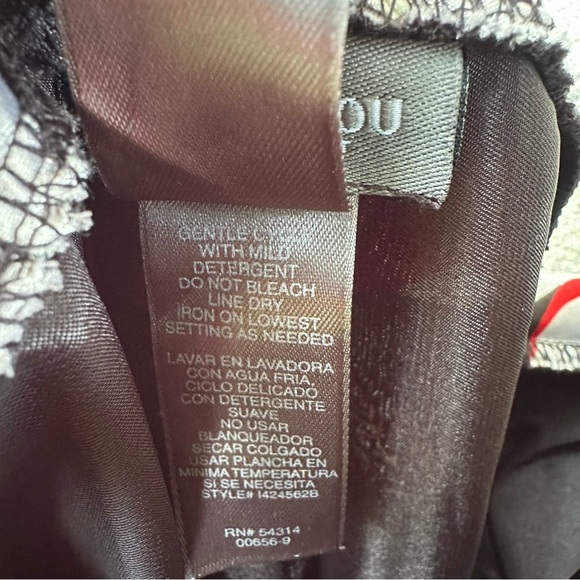 OU
GENTLE
WITH MILD
DETERGENT
DO NOT BLEACH
LINE DRY
IRON ON LOWEST
SETTING AS NEEDED
LAVAR EN LAVADORA
CON AGUA FRIA.
CICLO DELICADO
CON DETERGENTE
SUAVE
NO USAR
BLANQUEADOR
SECAR COLGADO
USAR PLANCHA EN
MINIMA TEMPERATURA
SI SE NECESITA
STYLE# I424562B
RN# 54314
00656-9